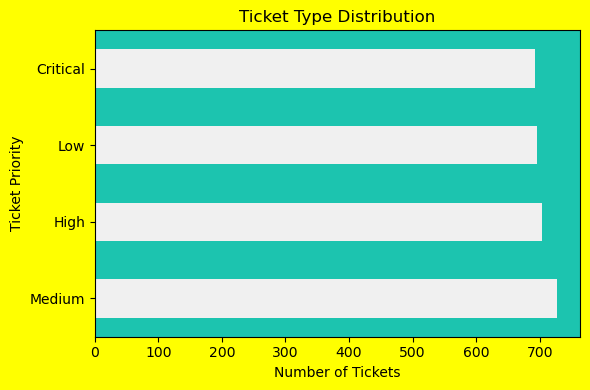 Ticket Type Distribution
Ticket Priority
Critical
Low
High
Medium
0 100 200 300 400 500 600 700
Number of Tickets